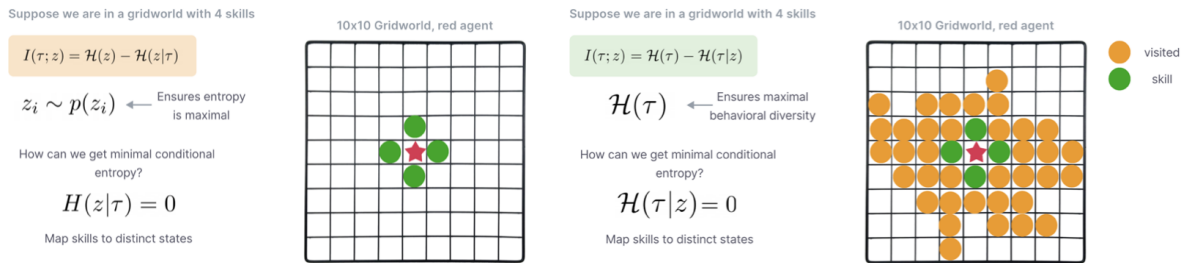 Suppose we are in a gridworld with 4 skills
I(τ; z) = H(z) − H(z|τ)
z_i ∼ p(z_i)
Ensures entropy
is maximal
How can we get minimal conditional
entropy?
H(z|τ) = 0
Map skills to distinct states
10x10 Gridworld, red agent
Suppose we are in a gridworld with 4 skills
I(τ; z) = H(τ) − H(τ|z)
H(τ)
Ensures maximal
behavioral diversity
How can we get minimal conditional
entropy?
H(τ|z) = 0
Map skills to distinct states
10x10 Gridworld, red agent
visited
skill